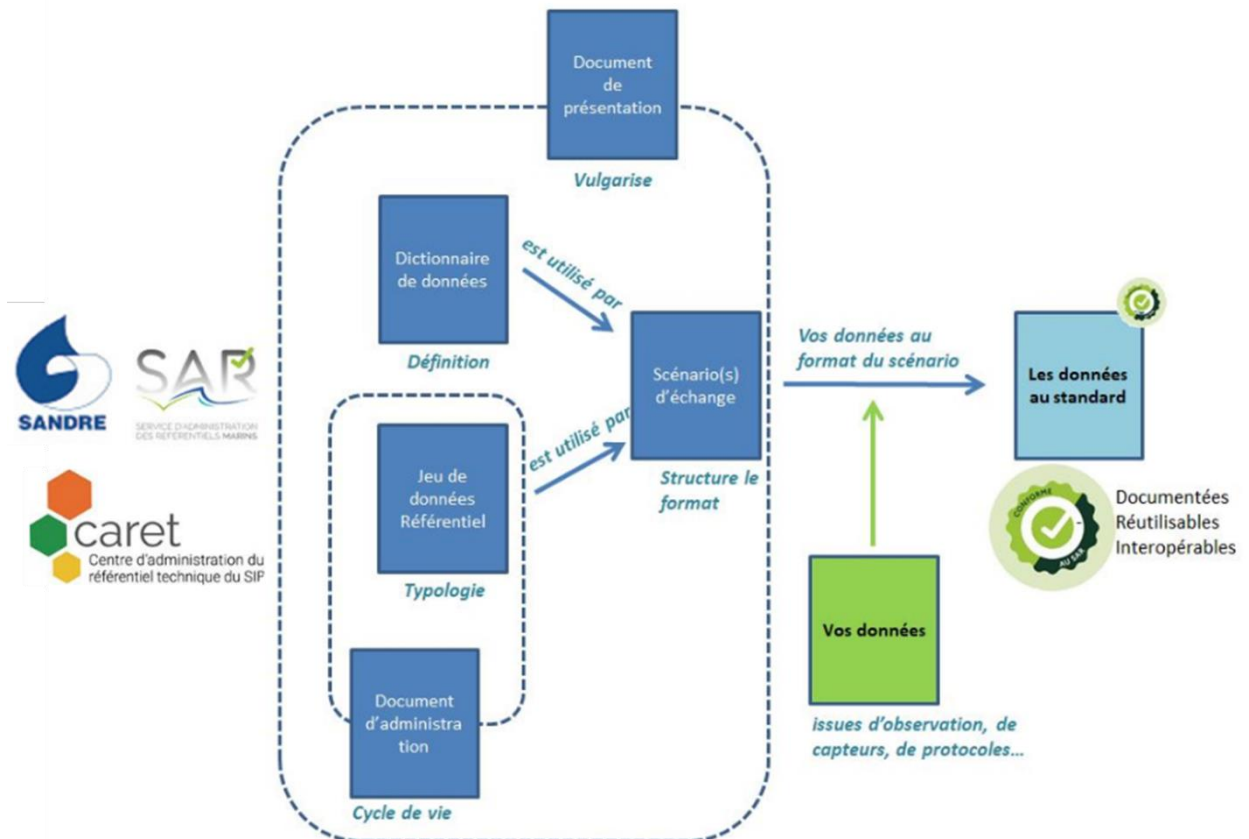 Document
de
présentation
Vulgarise
Dictionnaire
de données
Définition
est utilisé par
Jeu de
données
Référentiel
Typologie
est utilisé par
Document
d'administra
tion
Cycle de vie
Scénario(s)
d'échange
Structure le
format
SANDRE
SAR
SERVICE D'ADMINISTRATION
DES RÉFÉRENTIELS MARINS
caret
Centre d'administration du
référentiel technique du SIP
Vos données au
format du scénario
Les données
au standard
CONFORME
AU SAR
Documentées
Réutilisables
Interopérables
Vos données
issues d'observation, de
capteurs, de protocoles...